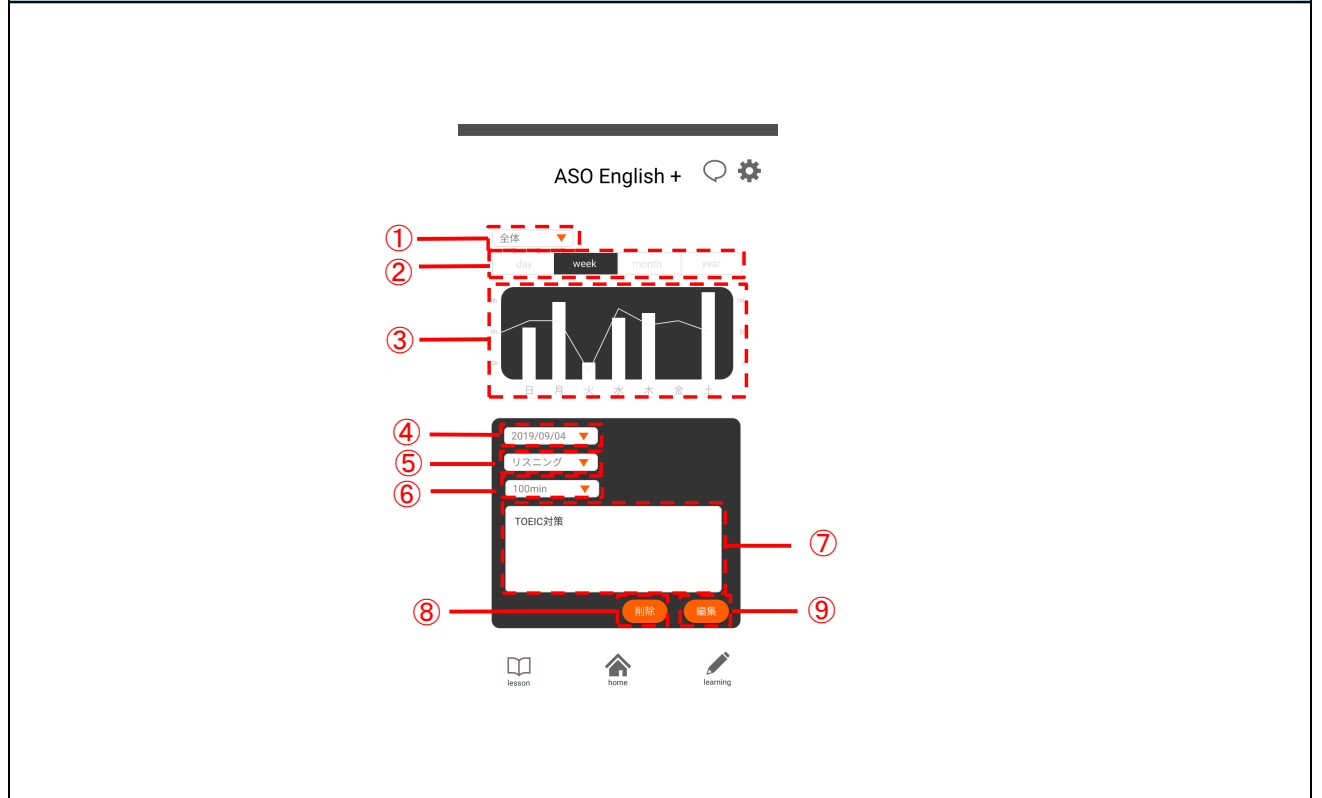 ASO English +
① 全体
② day week month year
③
日 月 火 水 木 金 土
④ 2019/09/04
⑤ リスニング
⑥ 100min
TOEIC対策
⑦
⑧ 削除 編集 ⑨
lesson home learning